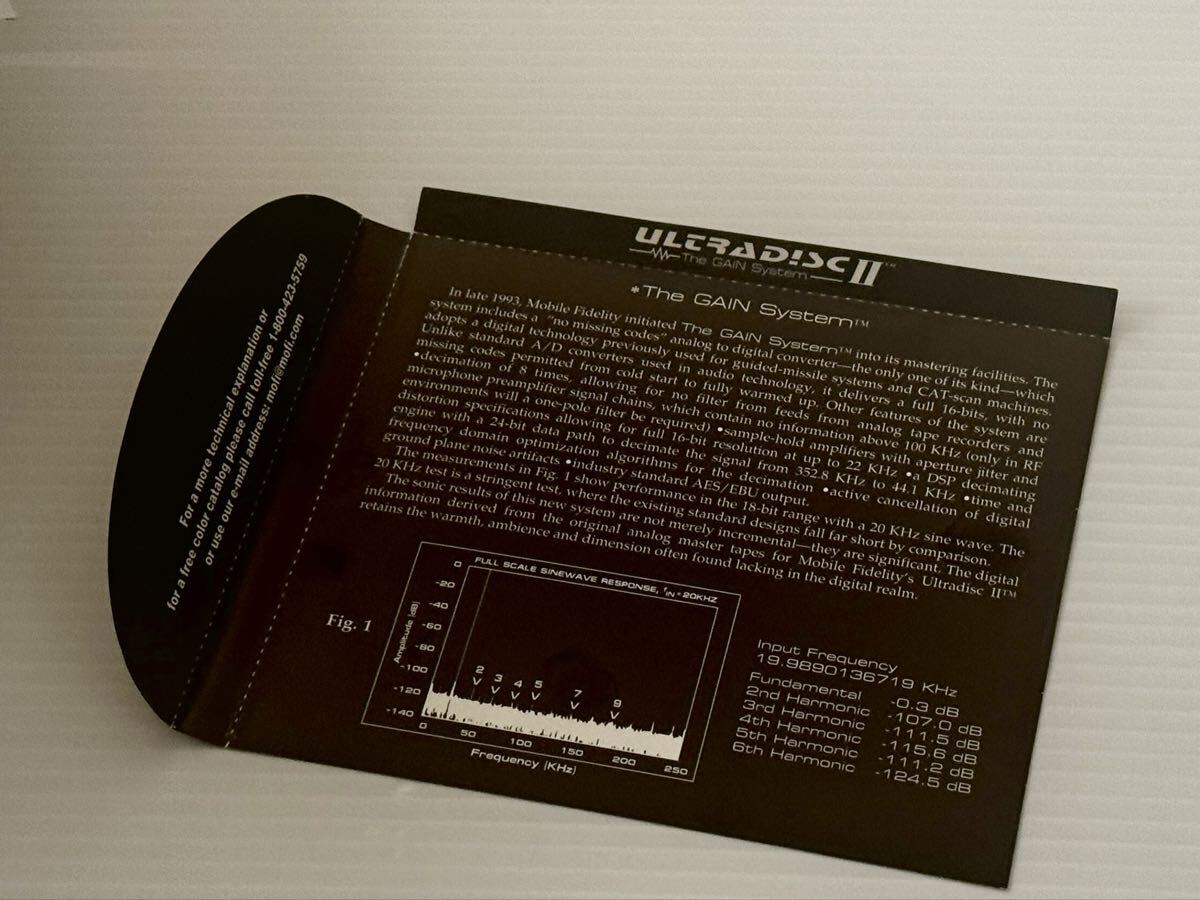 ULTRADISC II™
The GAIN System
*The GAIN System™
In late 1993, Mobile Fidelity initiated The GAIN System™ into its mastering facilities. The
system includes a "no missing codes" analog to digital converter—the only one of its kind—which
adopts a digital technology previously used for guided-missile systems and CAT-scan machines.
Unlike standard A/D converters used in audio technology, it delivers a full 16-bits, with no
missing codes permitted from cold start to fully warmed up. Other features of the system are
•decimation of 8 times, allowing for no filter from feeds from analog tape recorders and
microphone preamplifier signal chains, which contain no information above 100 KHz (only in RF
environments will a one-pole filter be required) •sample-hold amplifiers with aperture jitter and
distortion specifications allowing for full 16-bit resolution at up to 22 KHz •a DSP decimating
engine with a 24-bit data path to decimate the signal from 352.8 KHz to 44.1 KHz •time and
frequency domain optimization algorithms for the decimation •active cancellation of digital
ground plane noise artifacts •industry standard AES/EBU output.
The measurements in Fig. 1 show performance in the 18-bit range with a 20 KHz sine wave. The
20 KHz test is a stringent test, where the existing standard designs fall far short by comparison.
The sonic results of this new system are not merely incremental—they are significant. The digital
information derived from the original analog master tapes for Mobile Fidelity's Ultradisc II™
retains the warmth, ambience and dimension often found lacking in the digital realm.
Fig. 1
FULL SCALE SINEWAVE RESPONSE, fIN = 20KHZ
Amplitude (dB)
0
-20
-40
-60
-80
-100
-120
-140
2 3 4 5 7 9
0 50 100 150 200 250
Frequency (KHz)
Input Frequency
19.9890136719 KHz
Fundamental -0.3 dB
2nd Harmonic -107.0 dB
3rd Harmonic -111.5 dB
4th Harmonic -115.6 dB
5th Harmonic -111.2 dB
6th Harmonic -124.5 dB
For a more technical explanation or
for a free color catalog please call toll-free 1-800-423-5759
or use our e-mail address: mofi@mofi.com